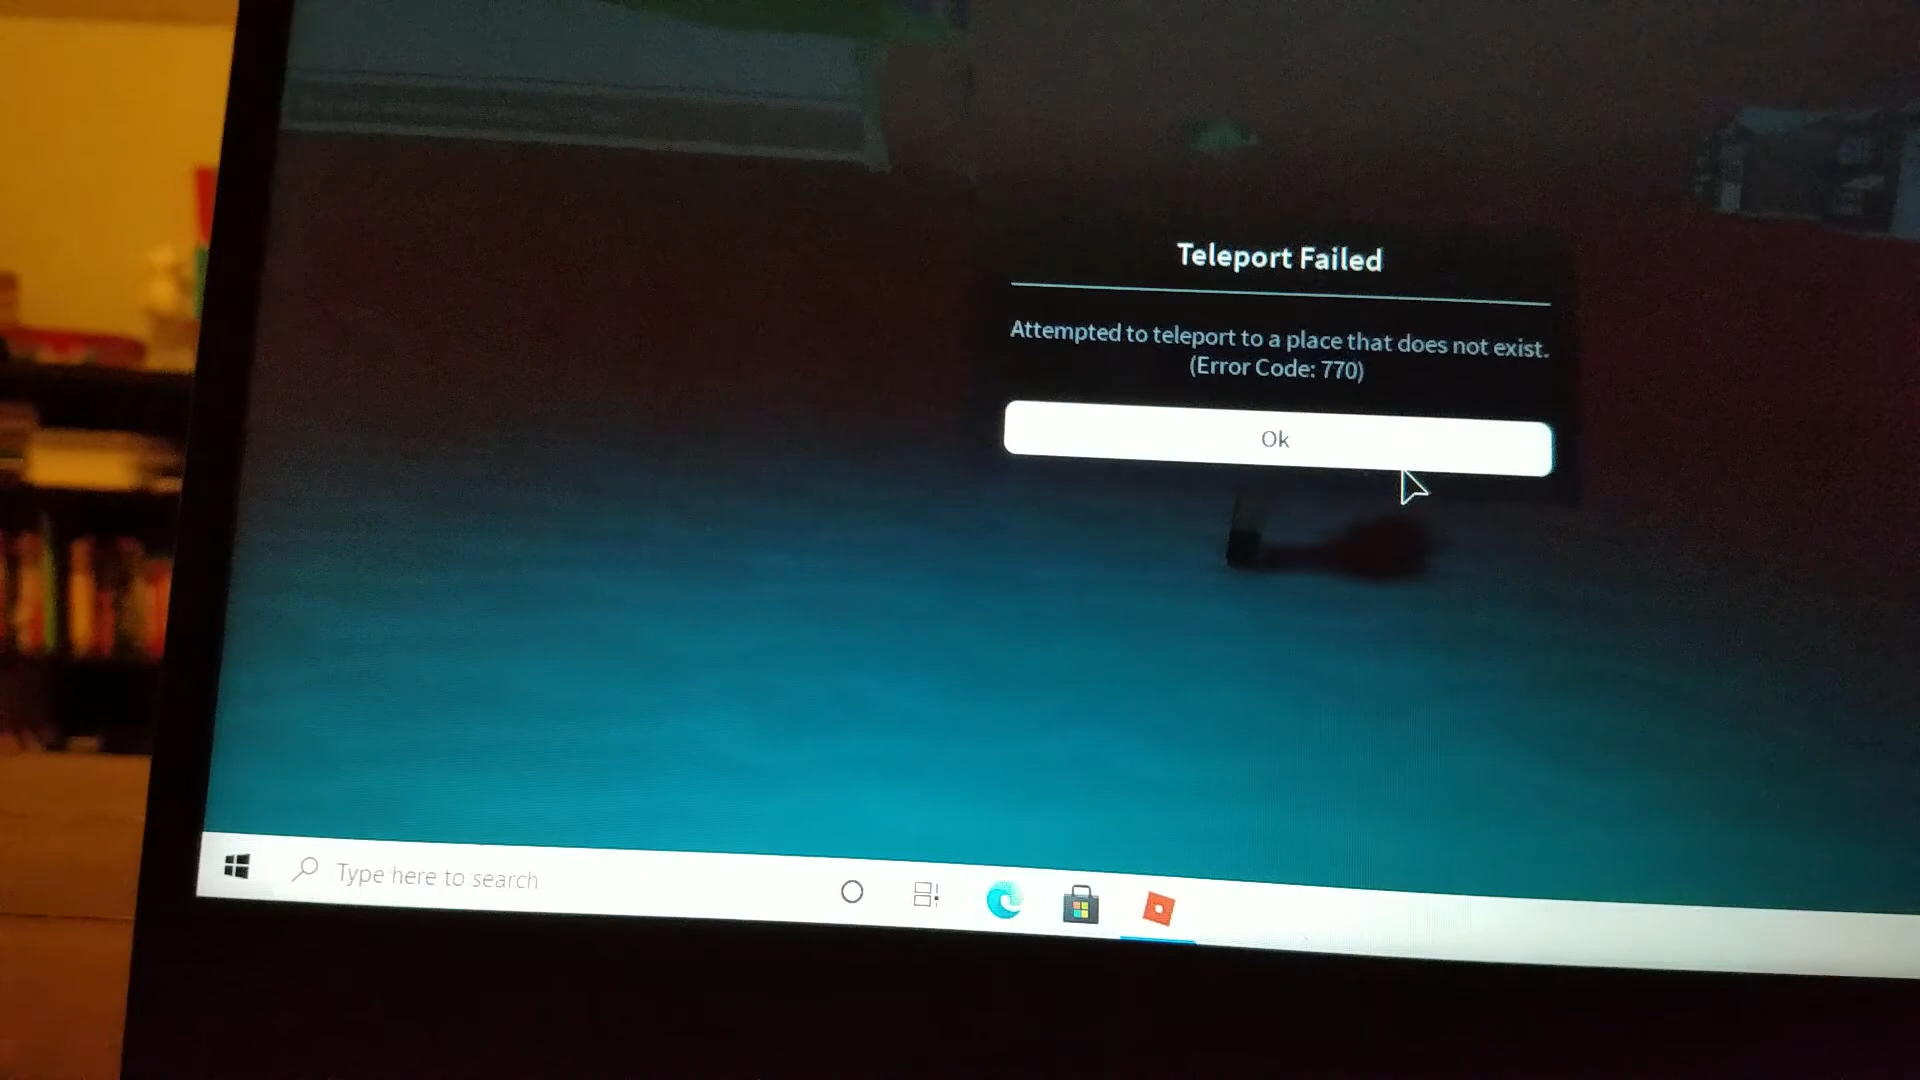 Teleport Failed
Attempted to teleport to a place that does not exist.
(Error Code: 770)
Ok
Type here to search